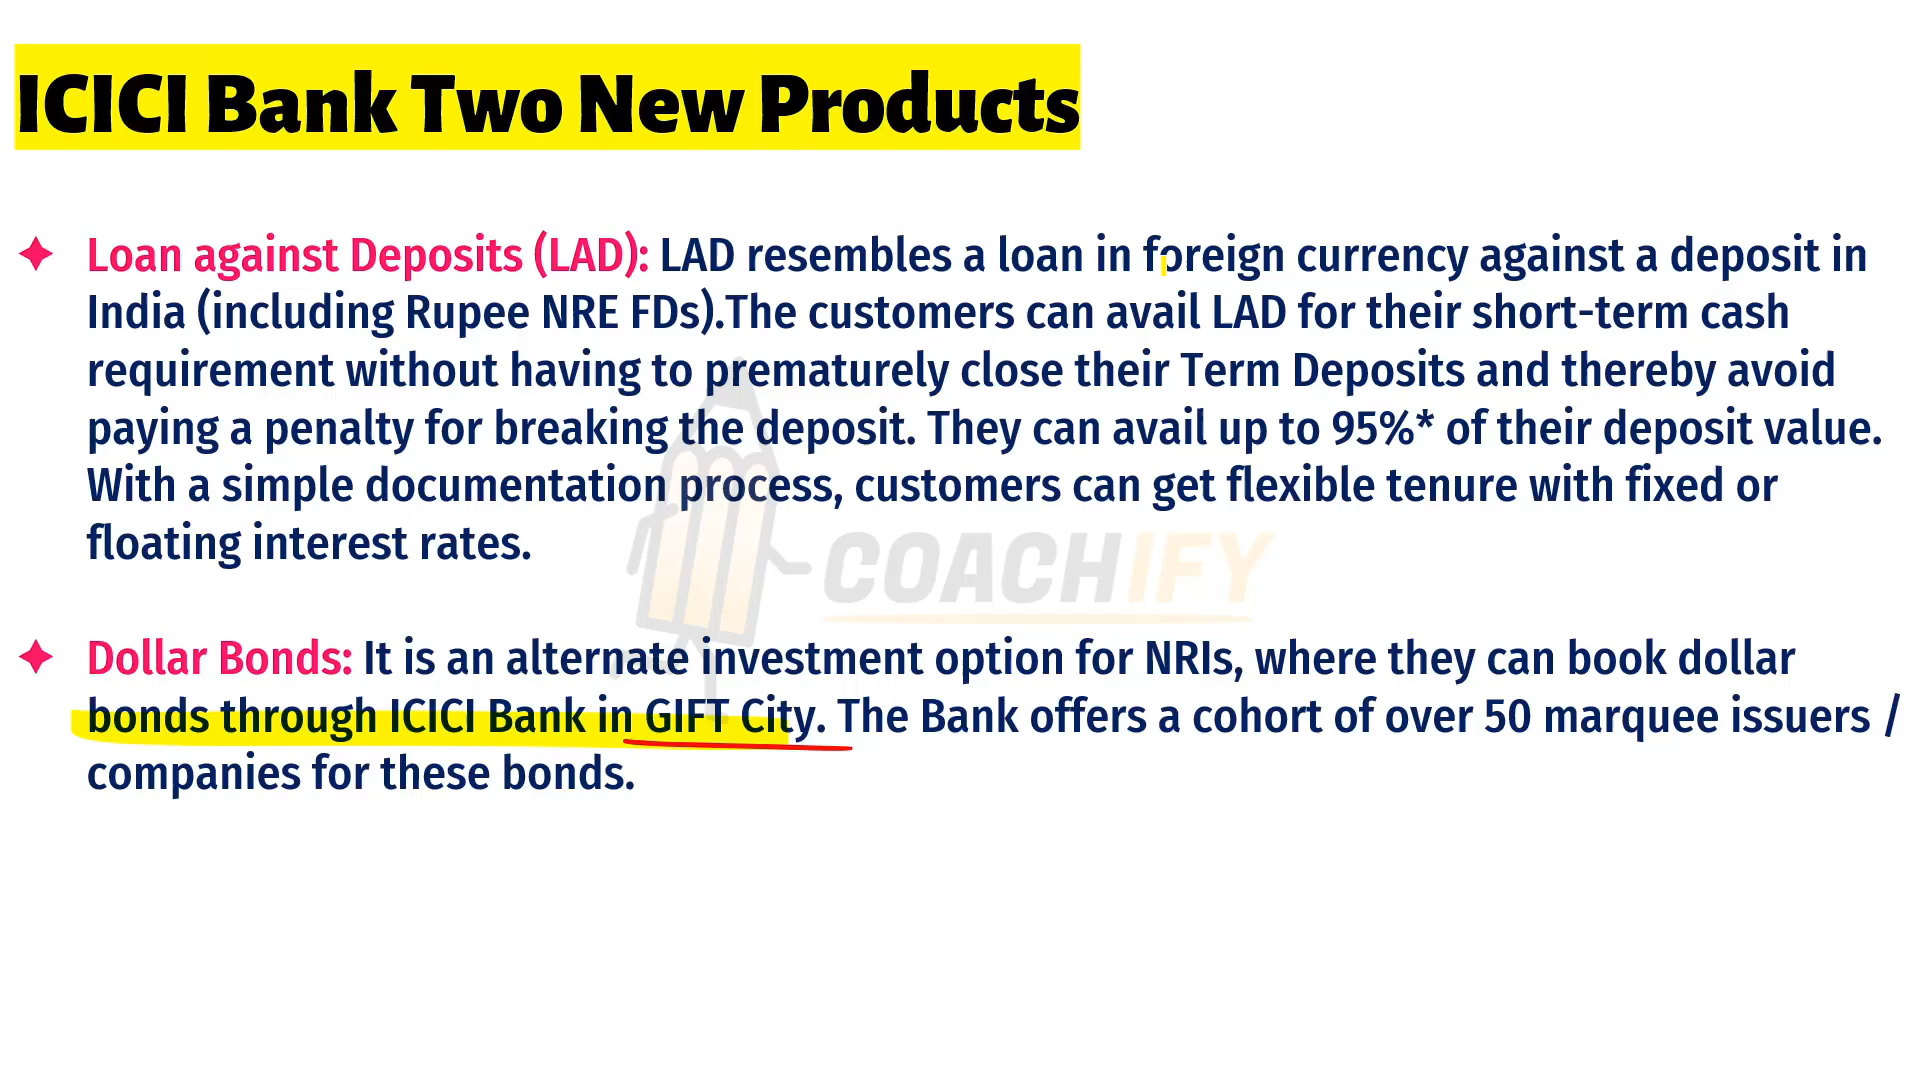 ICICI Bank Two New Products
Loan against Deposits (LAD): LAD resembles a loan in foreign currency against a deposit in
India (including Rupee NRE FDs).The customers can avail LAD for their short-term cash
requirement without having to prematurely close their Term Deposits and thereby avoid
paying a penalty for breaking the deposit. They can avail up to 95%* of their deposit value.
With a simple documentation process, customers can get flexible tenure with fixed or
floating interest rates.
COACHIFY
Dollar Bonds: It is an alternate investment option for NRIs, where they can book dollar
bonds through ICICI Bank in GIFT City. The Bank offers a cohort of over 50 marquee issuers /
companies for these bonds.